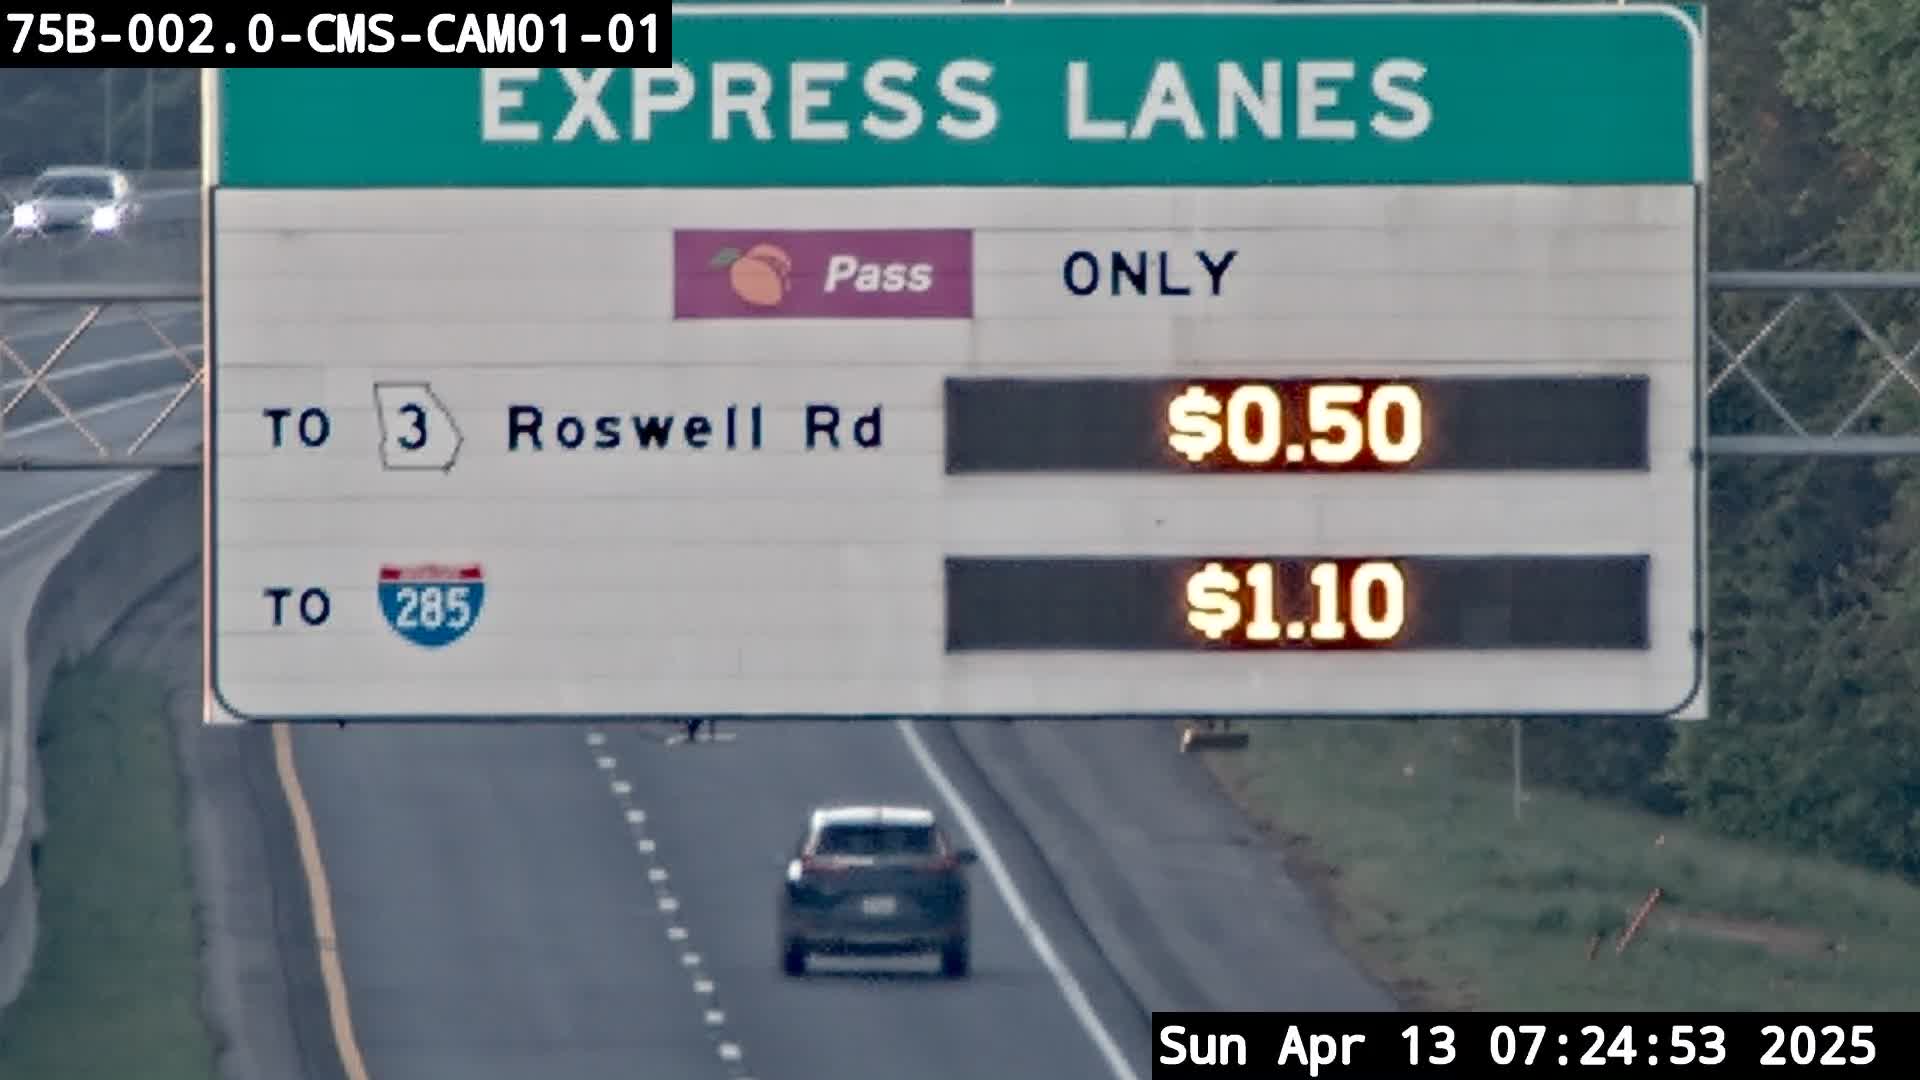 75B-002.0-CMS-CAM01-01
EXPRESS LANES
Pass ONLY
TO 3 Roswell Rd $0.50
TO 285 $1.10
Sun Apr 13 07:24:53 2025